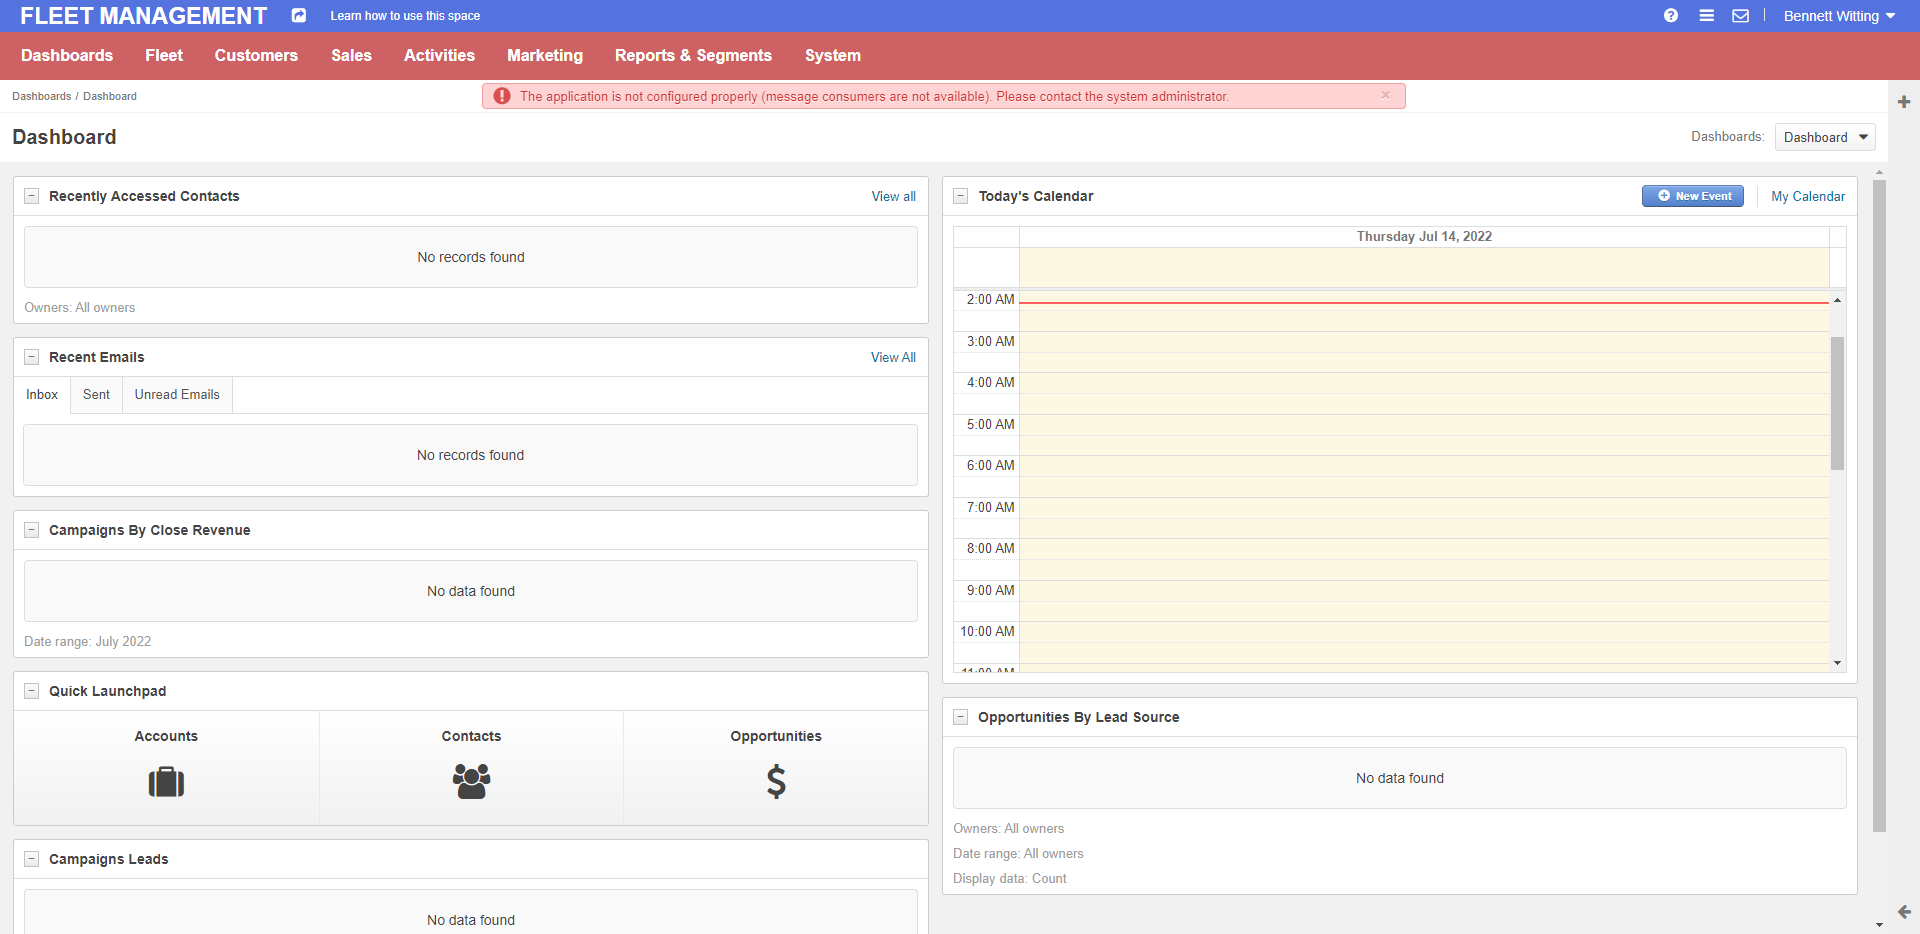 FLEET MANAGEMENT
Learn how to use this space
Bennett Witting
Dashboards Fleet Customers Sales Activities Marketing Reports & Segments System
Dashboards / Dashboard
The application is not configured properly (message consumers are not available). Please contact the system administrator.
×
Dashboard
Dashboards: Dashboard
Recently Accessed Contacts View all
No records found
Owners: All owners
Recent Emails View All
Inbox Sent Unread Emails
No records found
Campaigns By Close Revenue
No data found
Date range: July 2022
Quick Launchpad
Accounts Contacts Opportunities
Campaigns Leads
No data found
Today's Calendar New Event My Calendar
Thursday Jul 14, 2022
2:00 AM
3:00 AM
4:00 AM
5:00 AM
6:00 AM
7:00 AM
8:00 AM
9:00 AM
10:00 AM
11:00 AM
Opportunities By Lead Source
No data found
Owners: All owners
Date range: All owners
Display data: Count